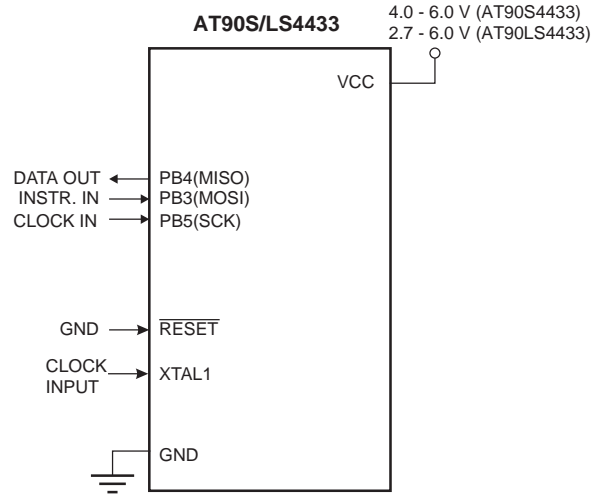 AT90S/LS4433
4.0 - 6.0 V (AT90S4433)
2.7 - 6.0 V (AT90LS4433)
VCC
DATA OUT PB4(MISO)
INSTR. IN PB3(MOSI)
CLOCK IN PB5(SCK)
GND RESET
CLOCK
INPUT
XTAL1
GND